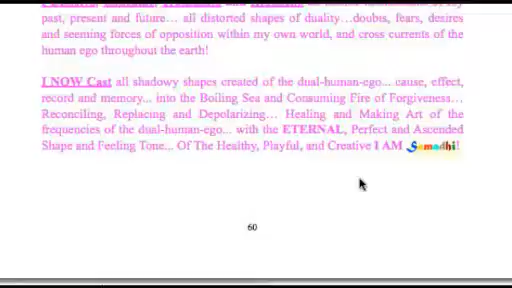 past, present and future… all distorted shapes of duality…doubts, fears, desires
and seeming forces of opposition within my own world, and cross currents of the
human ego throughout the earth!
I NOW Cast all shadowy shapes created of the dual-human-ego... cause, effect,
record and memory... into the Boiling Sea and Consuming Fire of Forgiveness…
Reconciling, Replacing and Depolarizing… Healing and Making Art of the
frequencies of the dual-human-ego... with the ETERNAL, Perfect and Ascended
Shape and Feeling Tone... Of The Healthy, Playful, and Creative I AM Samadhi!
60